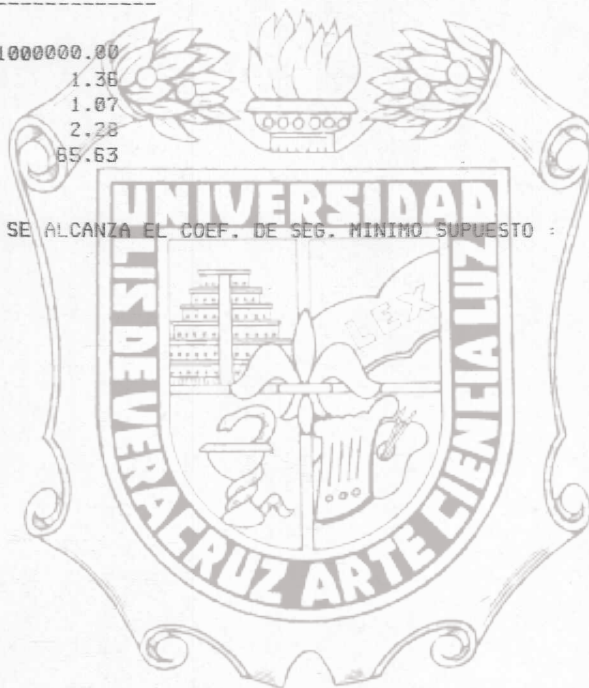 --------------
1000000.00
1.36
1.07
2.28
65.63
SE ALCANZA EL COEF. DE SEG. MINIMO SUPUESTO :
UNIVERSIDAD
LIS DE VERACRUZ ARTE CIENCIA LUZ
LEX